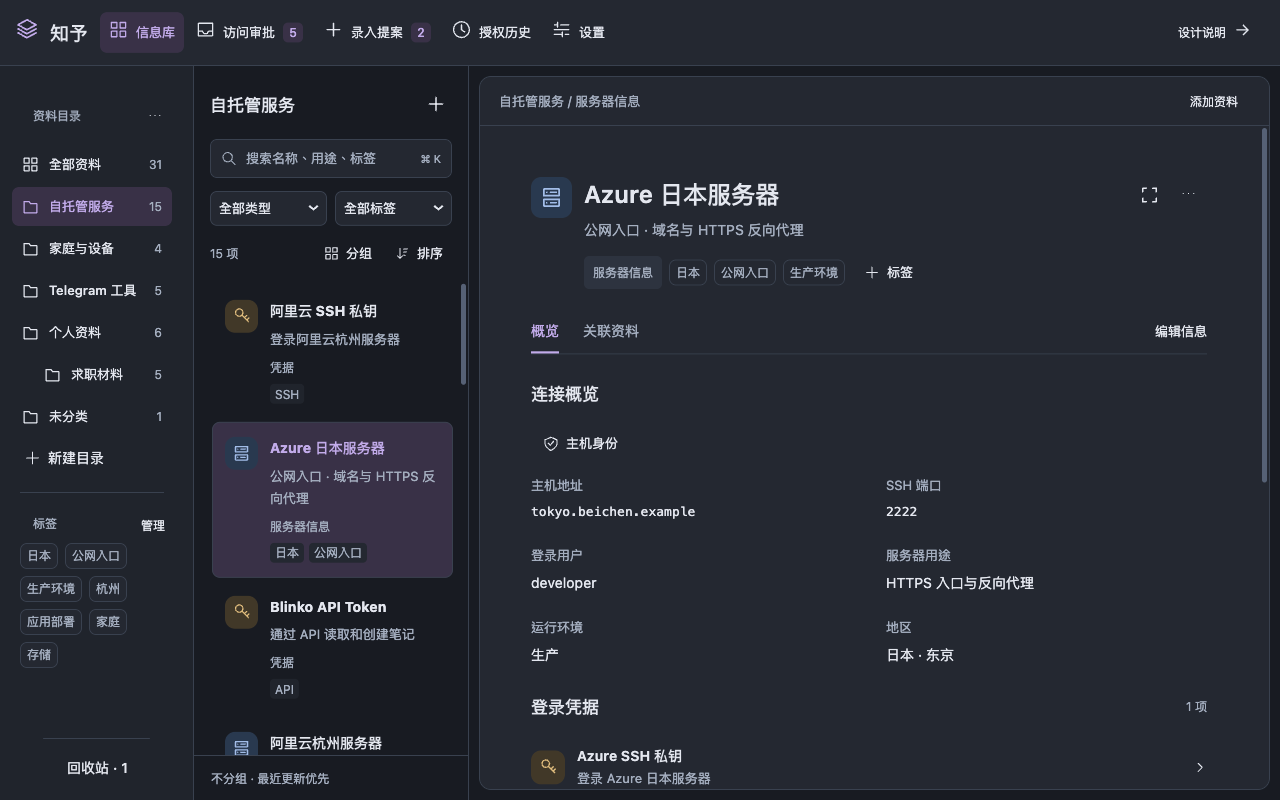 知予
信息库
访问审批 5
录入提案 2
授权历史
设置
设计说明
资料目录
全部资料 31
自托管服务 15
家庭与设备 4
Telegram 工具 5
个人资料 6
求职材料 5
未分类 1
新建目录
标签 管理
日本 公网入口
生产环境 杭州
应用部署 家庭
存储
回收站 · 1
自托管服务
搜索名称、用途、标签 ⌘ K
全部类型 全部标签
15 项 分组 排序
阿里云 SSH 私钥
登录阿里云杭州服务器
凭据
SSH
Azure 日本服务器
公网入口 · 域名与 HTTPS 反
向代理
服务器信息
日本 公网入口
Blinko API Token
通过 API 读取和创建笔记
凭据
API
阿里云杭州服务器
不分组 · 最近更新优先
自托管服务 / 服务器信息 添加资料
Azure 日本服务器
公网入口 · 域名与 HTTPS 反向代理
服务器信息 日本 公网入口 生产环境 标签
概览 关联资料 编辑信息
连接概览
主机身份
主机地址 SSH 端口
tokyo.beichen.example 2222
登录用户 服务器用途
developer HTTPS 入口与反向代理
运行环境 地区
生产 日本 · 东京
登录凭据 1 项
Azure SSH 私钥
登录 Azure 日本服务器